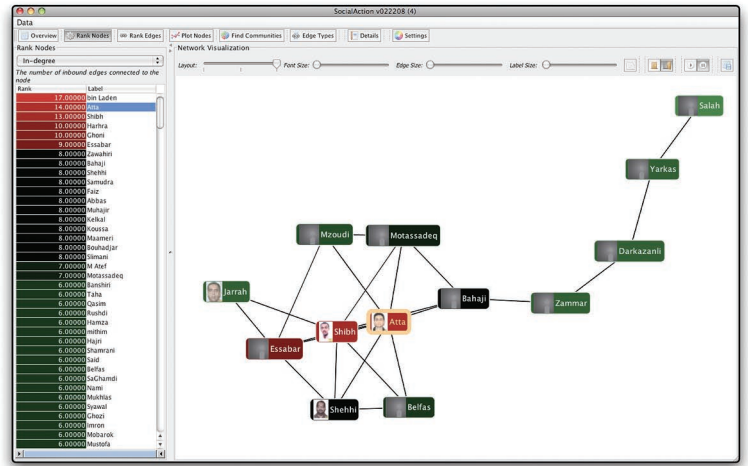 SocialAction v022208 (4)
Data
Overview Rank Nodes Rank Edges Plot Nodes Find Communities Edge Types Details Settings
Rank Nodes
In-degree
The number of inbound edges connected to the node
Rank Label
17.00000 bin Laden
14.00000 Atta
13.00000 Shibh
10.00000 Harhra
10.00000 Ghoni
9.00000 Essabar
8.00000 Zawahiri
8.00000 Bahaji
8.00000 Shehhi
8.00000 Samudra
8.00000 Faiz
8.00000 Abbas
8.00000 Muhajir
8.00000 Kelkal
8.00000 Koussa
8.00000 Maameri
8.00000 Bouhadjar
8.00000 Slimani
7.00000 M Atef
7.00000 Motassadeq
6.00000 Banshiri
6.00000 Taha
6.00000 Qasim
6.00000 Rushdi
6.00000 Hamza
6.00000 mithim
6.00000 Hajri
6.00000 Shamrani
6.00000 Said
6.00000 Belfas
6.00000 SaGhamdi
6.00000 Nami
6.00000 Mukhlas
6.00000 Syawal
6.00000 Ghozi
6.00000 Imron
6.00000 Mobarok
6.00000 Mustofa
Network Visualization
Layout: Font Size: Edge Size: Label Size:
Salah
Yarkas
Mzoudi
Motassadeq
Darkazanli
Jarrah
Bahaji
Zammar
Shibh
Atta
Essabar
Shehhi
Belfas